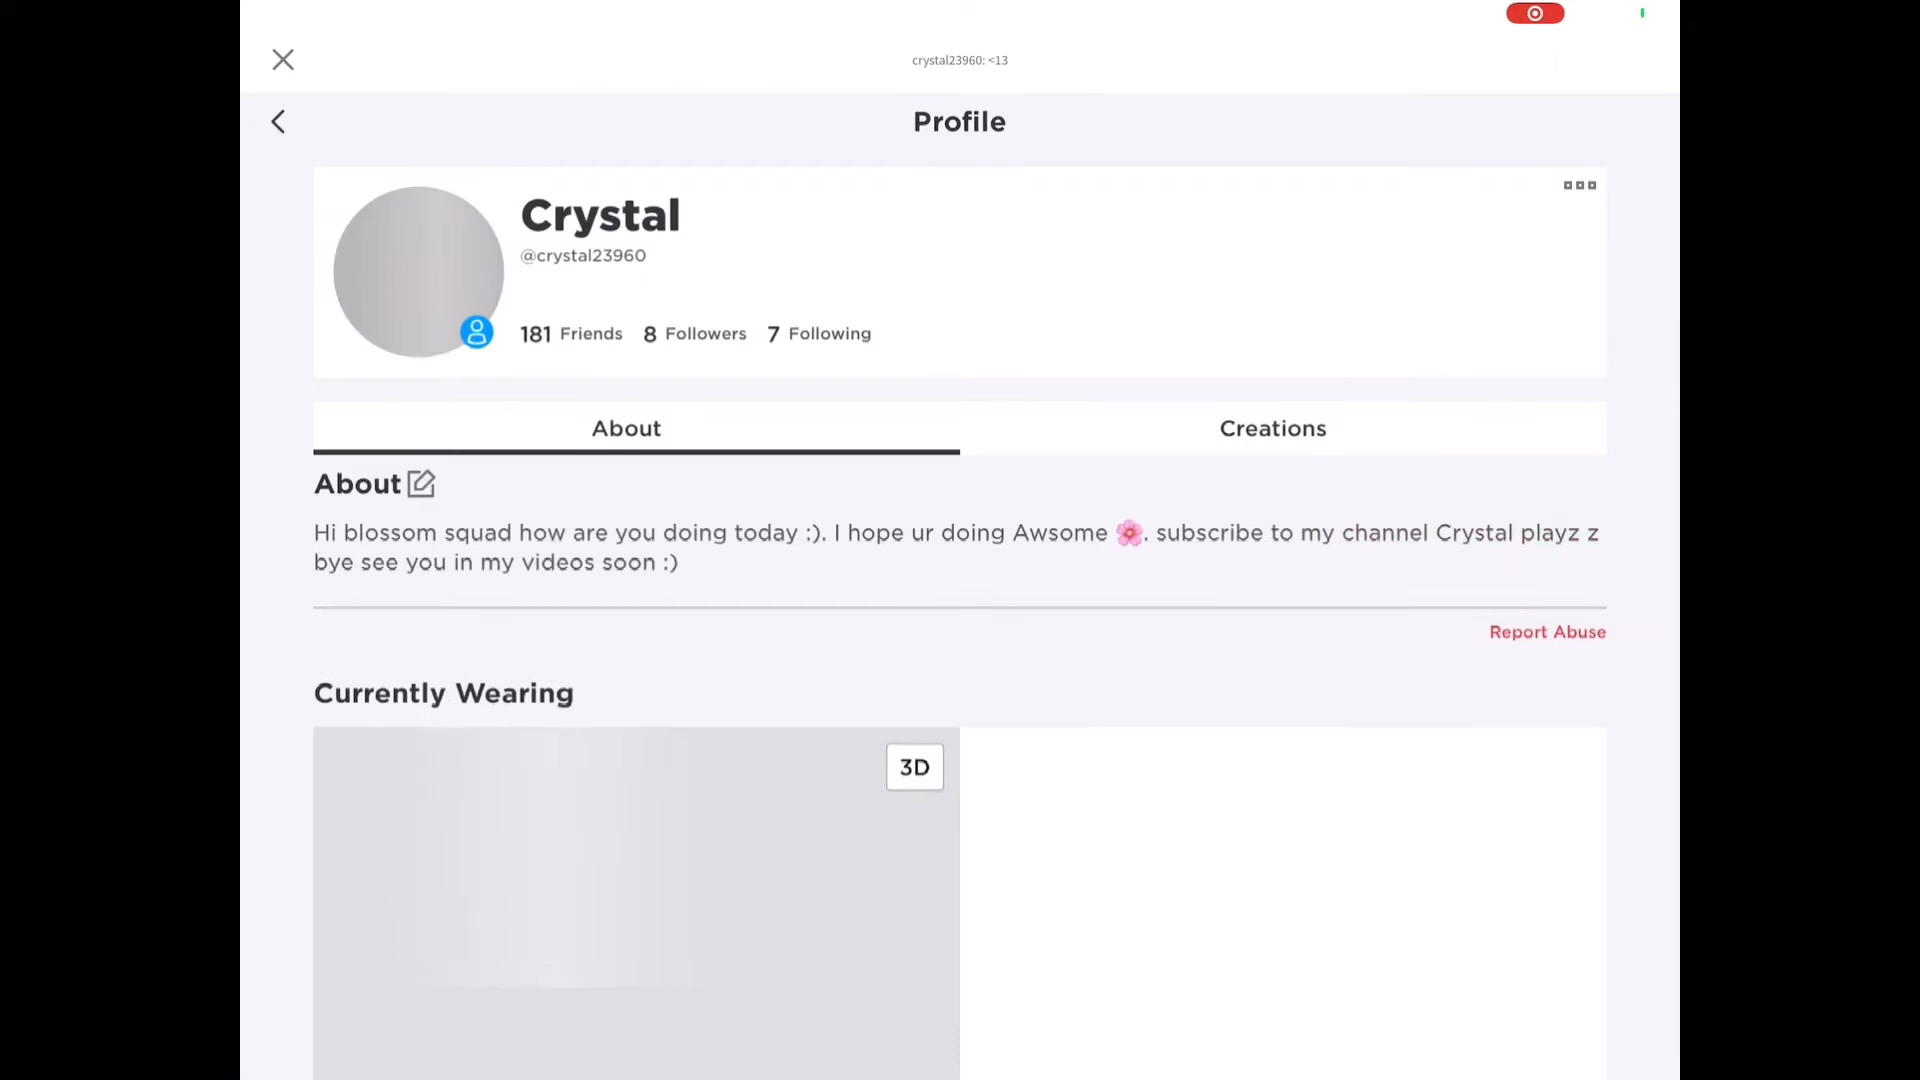 crystal23960: <13
Profile
Crystal
@crystal23960
181 Friends 8 Followers 7 Following
About
Creations
About
Hi blossom squad how are you doing today :). I hope ur doing Awsome 🌸. subscribe to my channel Crystal playz z
bye see you in my videos soon :)
Report Abuse
Currently Wearing
3D